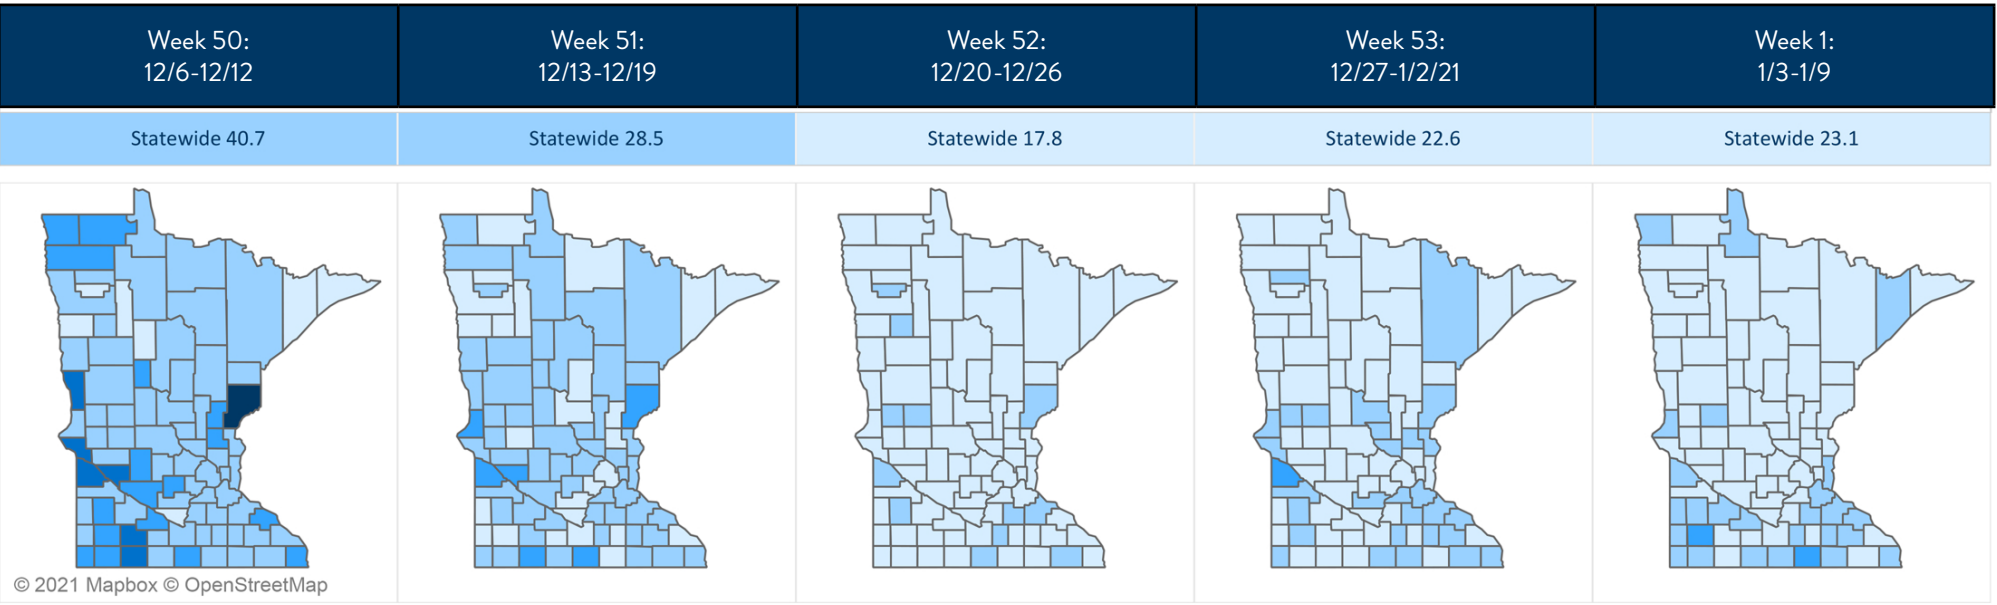 Week 50:
12/6-12/12
Week 51:
12/13-12/19
Week 52:
12/20-12/26
Week 53:
12/27-1/2/21
Week 1:
1/3-1/9
Statewide 40.7
Statewide 28.5
Statewide 17.8
Statewide 22.6
Statewide 23.1
© 2021 Mapbox © OpenStreetMap